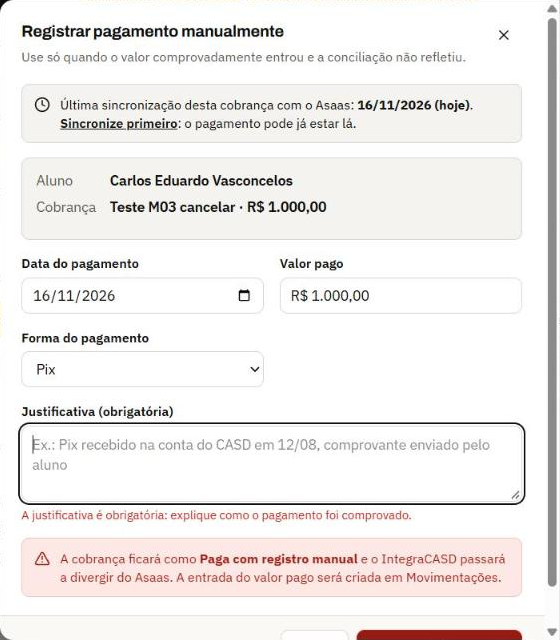 Registrar pagamento manualmente
Use só quando o valor comprovadamente entrou e a conciliação não refletiu.
Última sincronização desta cobrança com o Asaas: 16/11/2026 (hoje).
Sincronize primeiro: o pagamento pode já estar lá.
Aluno Carlos Eduardo Vasconcelos
Cobrança Teste M03 cancelar · R$ 1.000,00
Data do pagamento Valor pago
16/11/2026 R$ 1.000,00
Forma do pagamento
Pix
Justificativa (obrigatória)
Ex.: Pix recebido na conta do CASD em 12/08, comprovante enviado pelo
aluno
A justificativa é obrigatória: explique como o pagamento foi comprovado.
A cobrança ficará como Paga com registro manual e o IntegraCASD passará
a divergir do Asaas. A entrada do valor pago será criada em Movimentações.